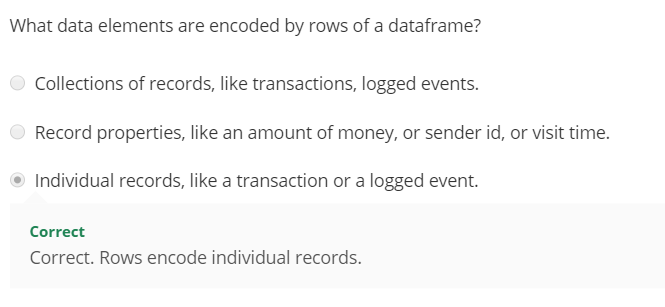 What data elements are encoded by rows of a dataframe?
Collections of records, like transactions, logged events.
Record properties, like an amount of money, or sender id, or visit time.
Individual records, like a transaction or a logged event.
Correct
Correct. Rows encode individual records.